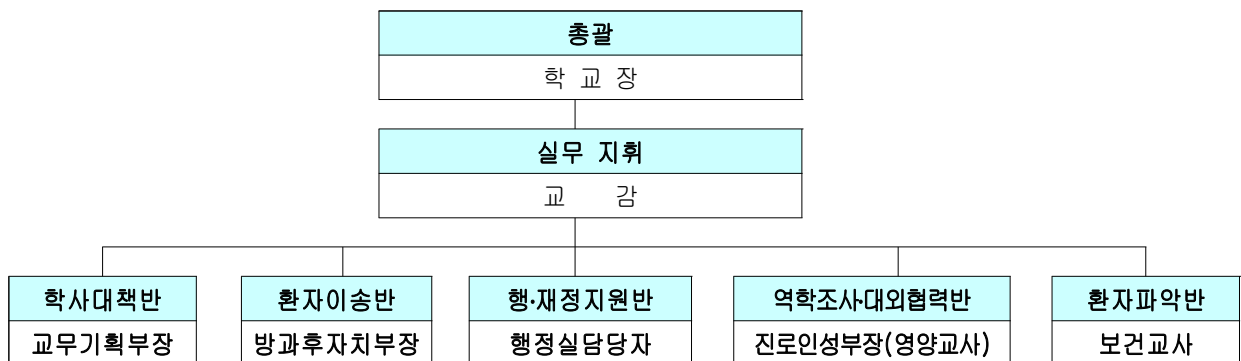 총괄
학 교 장
실무 지휘
교 감
학사대책반 환자이송반 행·재정지원반 역학조사·대외협력반 환자파악반
교무기획부장 방과후자치부장 행정실담당자 진로인성부장(영양교사) 보건교사